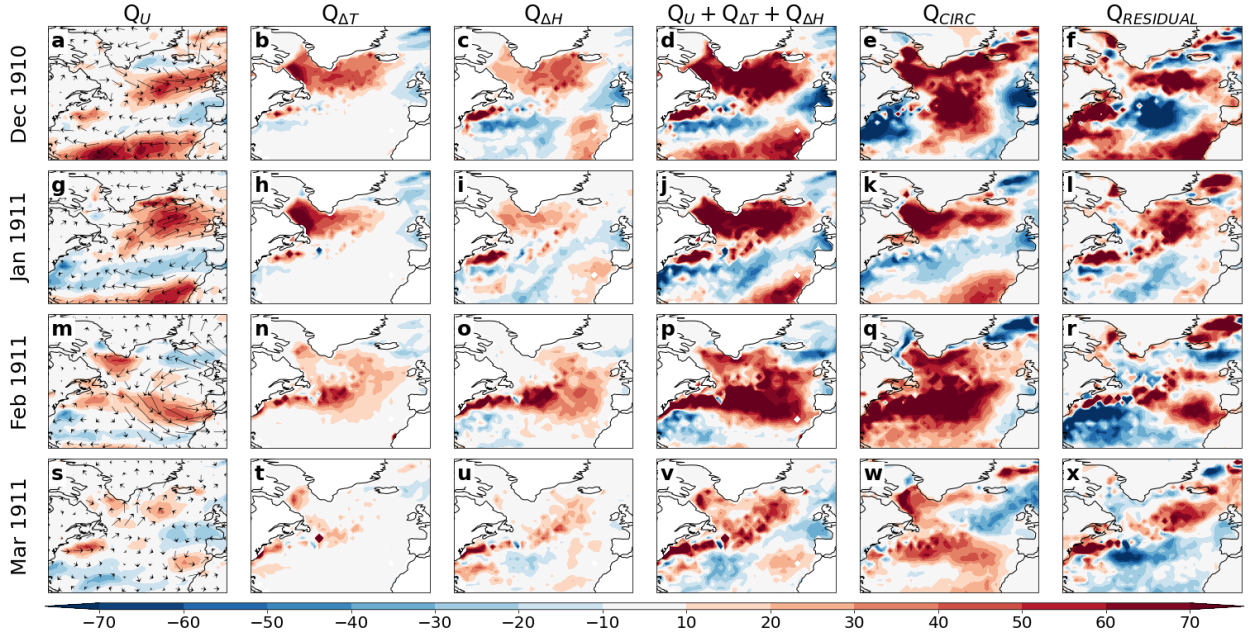 Q_U Q_ΔT Q_ΔH Q_U + Q_ΔT + Q_ΔH Q_CIRC Q_RESIDUAL
Dec 1910
a b c d e f
Jan 1911
g h i j k l
Feb 1911
m n o p q r
Mar 1911
s t u v w x
−70 −60 −50 −40 −30 −20 −10 10 20 30 40 50 60 70